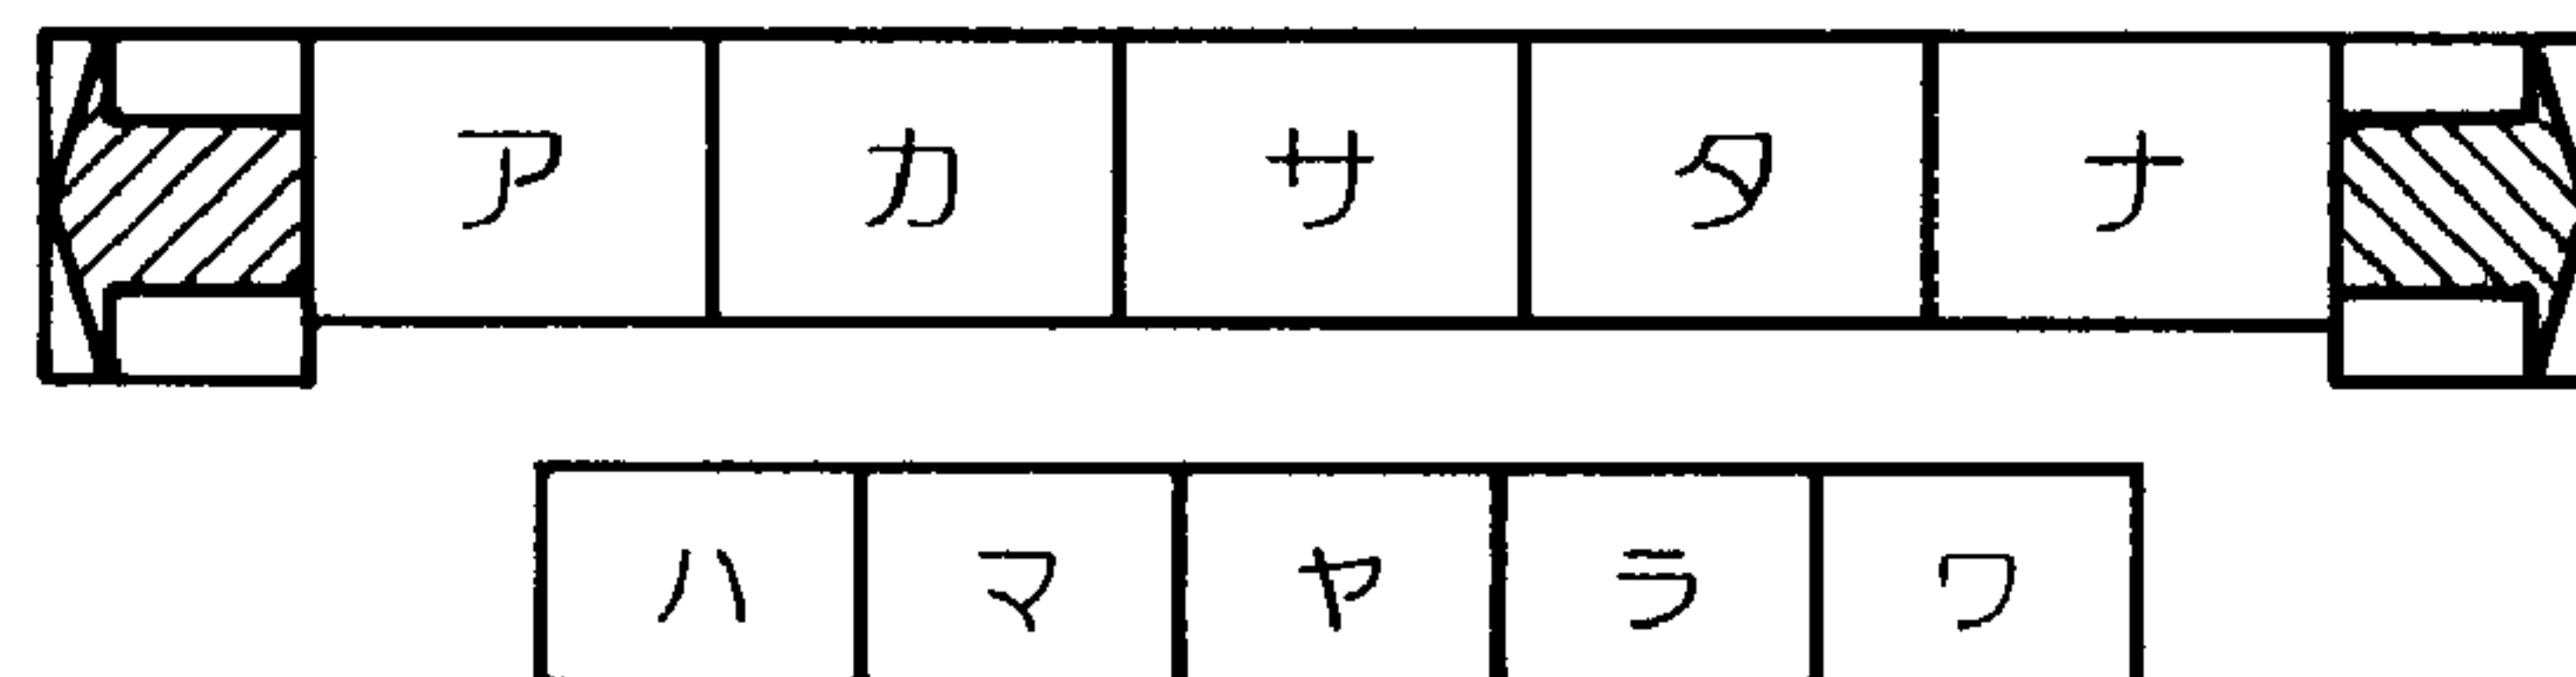 ア カ サ タ ナ
ハ マ ヤ ラ ワ